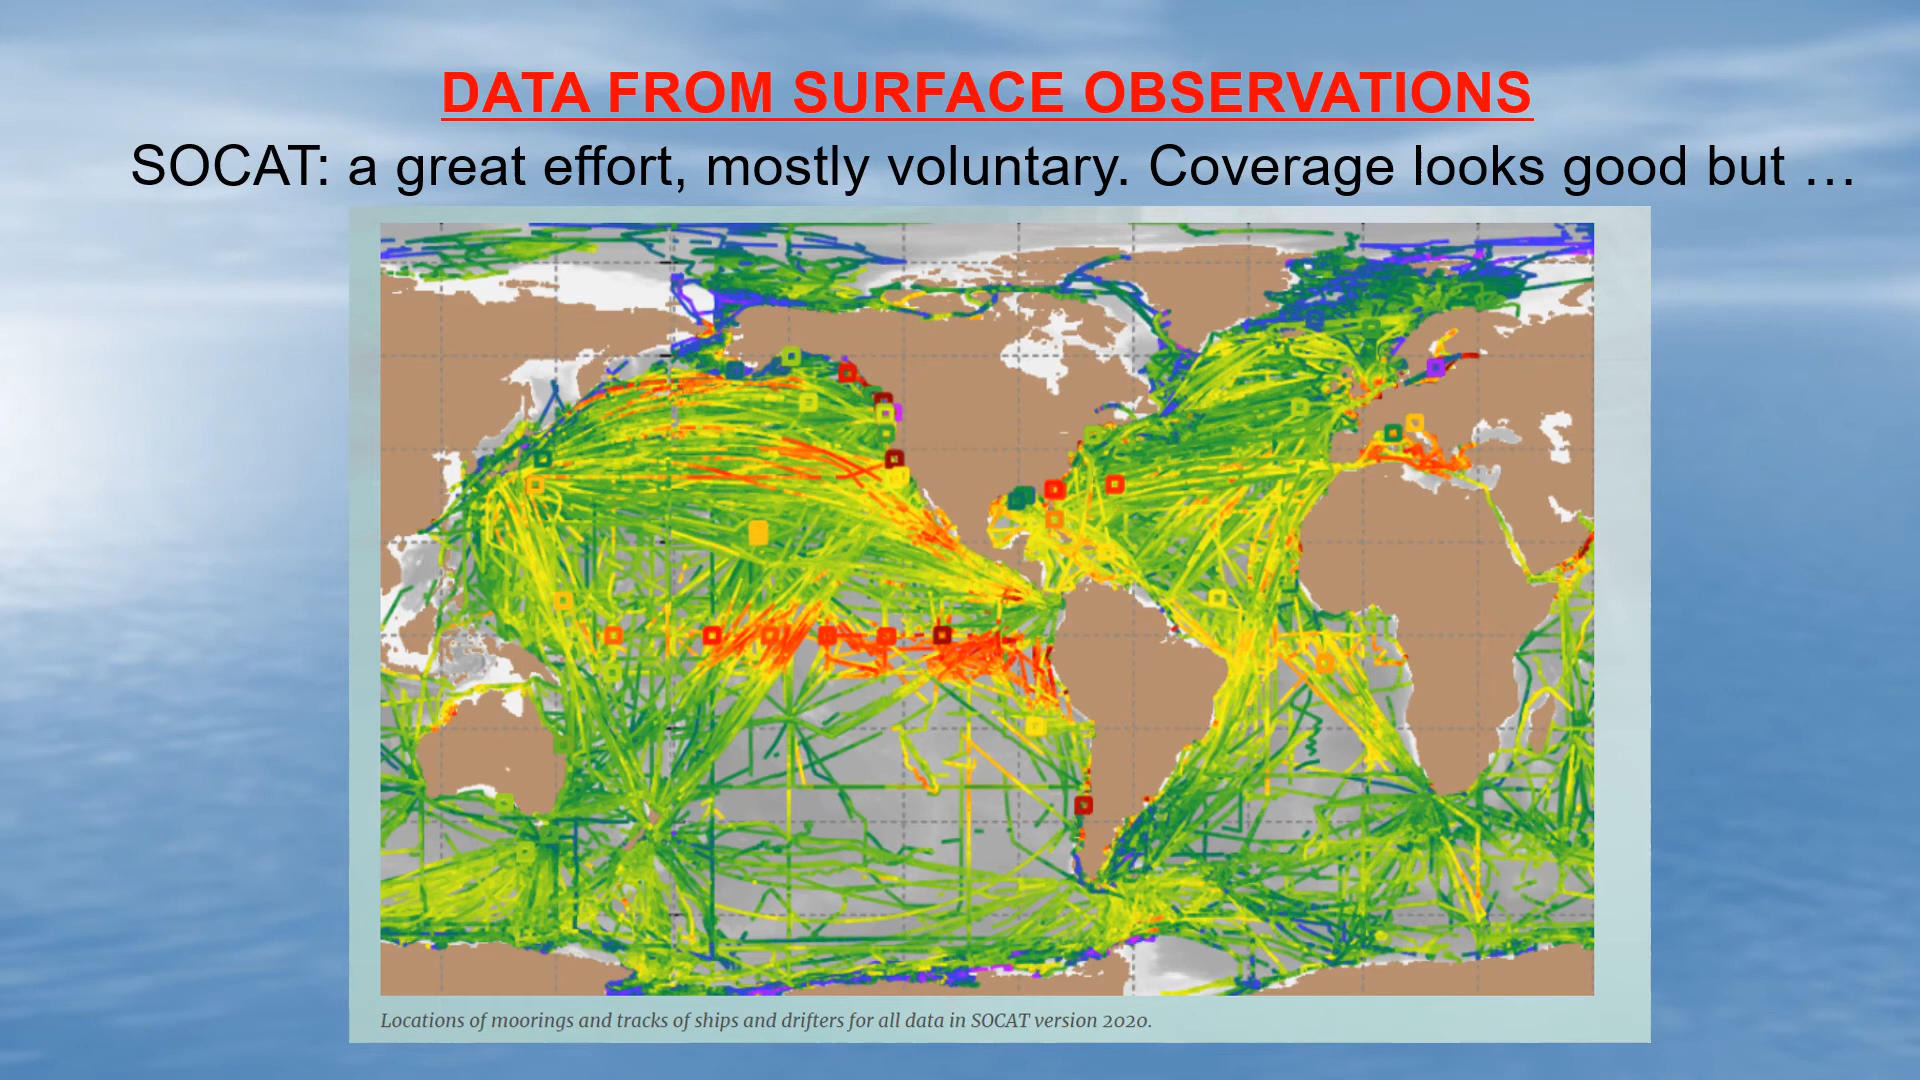 DATA FROM SURFACE OBSERVATIONS
SOCAT: a great effort, mostly voluntary. Coverage looks good but …
Locations of moorings and tracks of ships and drifters for all data in SOCAT version 2020.